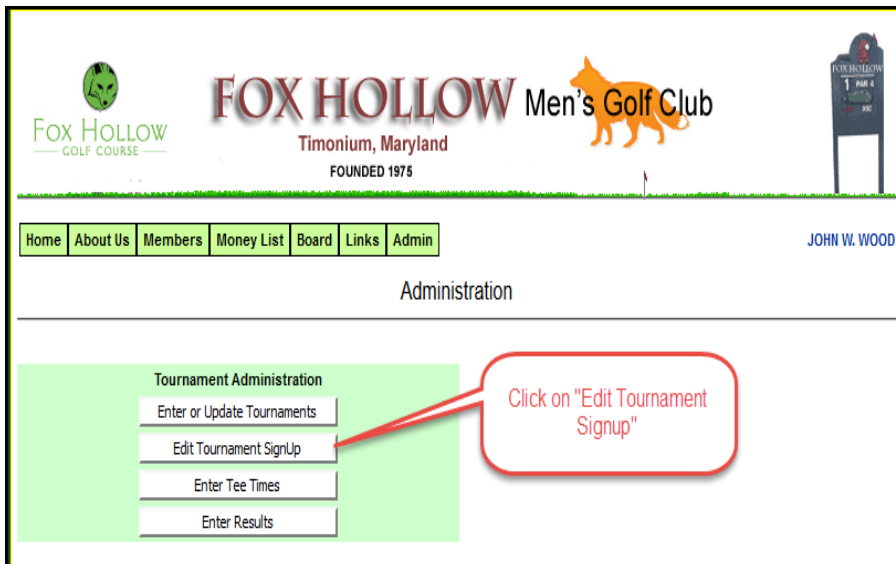 FOX HOLLOW
GOLF COURSE
FOX HOLLOW Men's Golf Club
Timonium, Maryland
FOUNDED 1975
FOX HOLLOW
1 PAR 4
Home About Us Members Money List Board Links Admin
JOHN W. WOOD
Administration
Tournament Administration
Enter or Update Tournaments
Edit Tournament SignUp
Enter Tee Times
Enter Results
Click on "Edit Tournament
Signup"